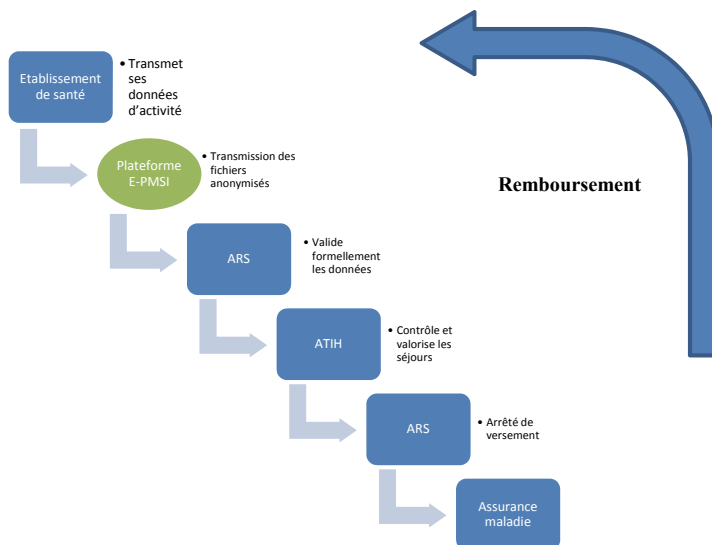 Etablissement
de santé
• Transmet
ses
données
d'activité
Plateforme
E-PMSI
• Transmission des
fichiers
anonymisés
Remboursement
ARS
• Valide
formellement
les données
ATIH
• Contrôle et
valorise les
séjours
ARS
• Arrêté de
versement
Assurance
maladie